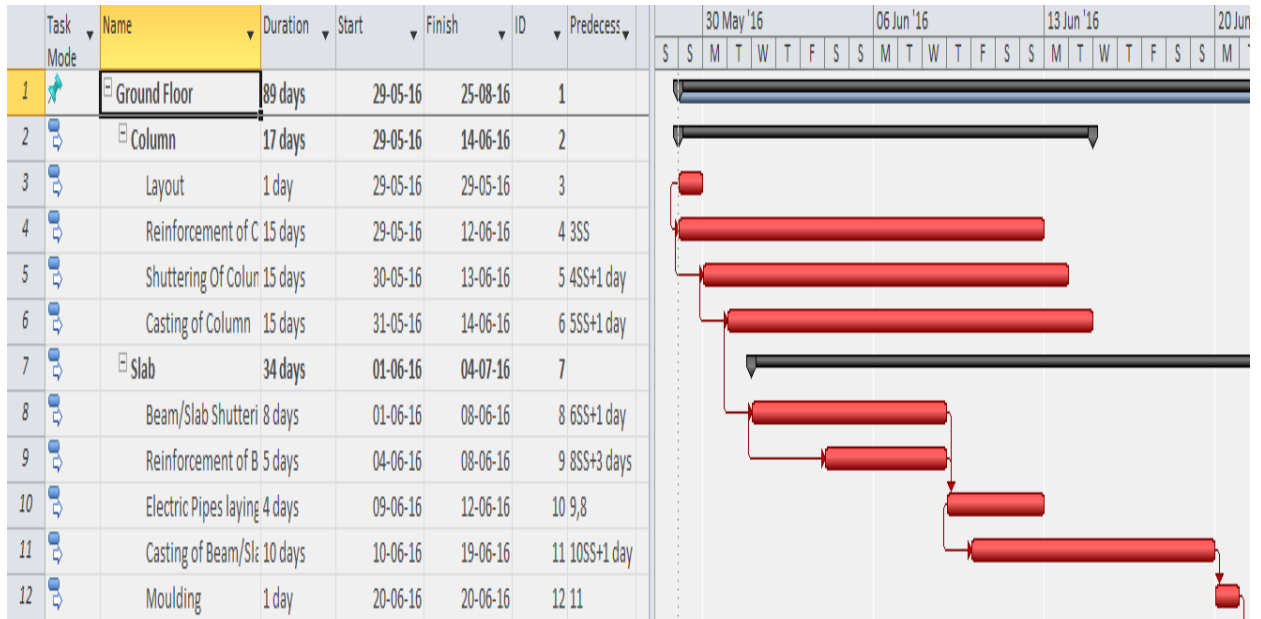 Task Mode Name Duration Start Finish ID Predecess
30 May '16 06 Jun '16 13 Jun '16 20 Jun
S S M T W T F S S M T W T F S S M T W T F S S M
1 Ground Floor 89 days 29-05-16 25-08-16 1
2 Column 17 days 29-05-16 14-06-16 2
3 Layout 1 day 29-05-16 29-05-16 3
4 Reinforcement of C 15 days 29-05-16 12-06-16 4 3SS
5 Shuttering Of Colun 15 days 30-05-16 13-06-16 5 4SS+1 day
6 Casting of Column 15 days 31-05-16 14-06-16 6 5SS+1 day
7 Slab 34 days 01-06-16 04-07-16 7
8 Beam/Slab Shutteri 8 days 01-06-16 08-06-16 8 6SS+1 day
9 Reinforcement of B 5 days 04-06-16 08-06-16 9 8SS+3 days
10 Electric Pipes laying 4 days 09-06-16 12-06-16 10 9,8
11 Casting of Beam/Sla 10 days 10-06-16 19-06-16 11 10SS+1 day
12 Moulding 1 day 20-06-16 20-06-16 12 11